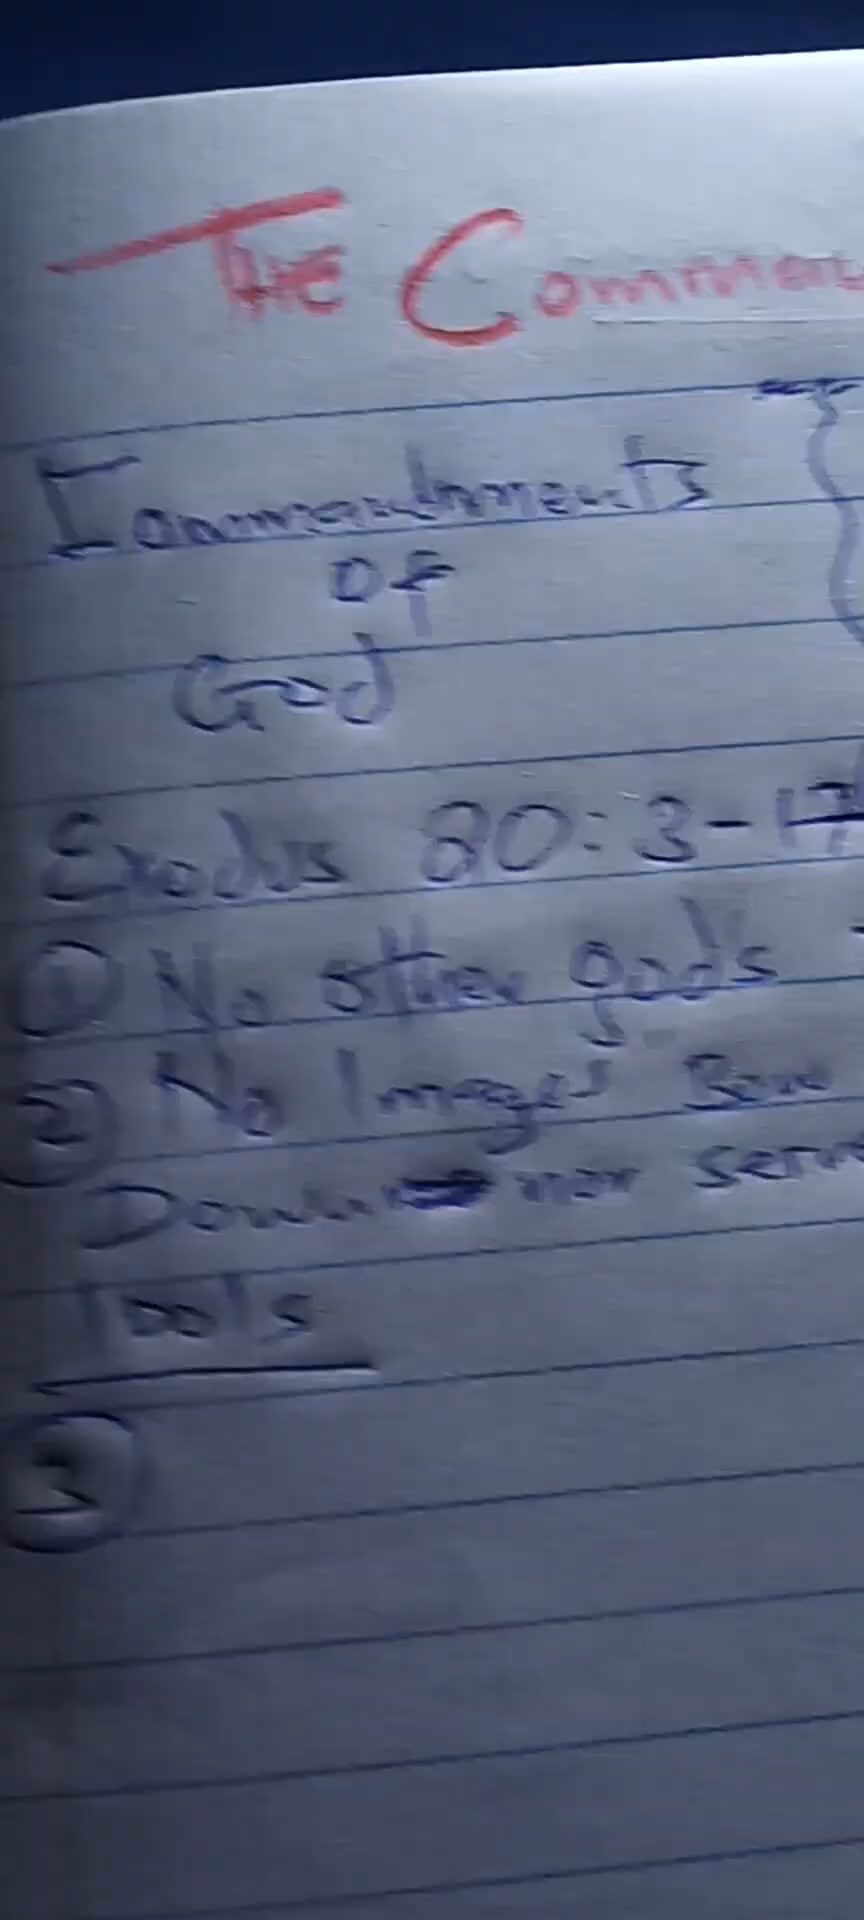 THE Comman
Commandments
of
God
Exodus 20:3-17
① No other gods
② No Images Bow
Down nor serve
Idols
③